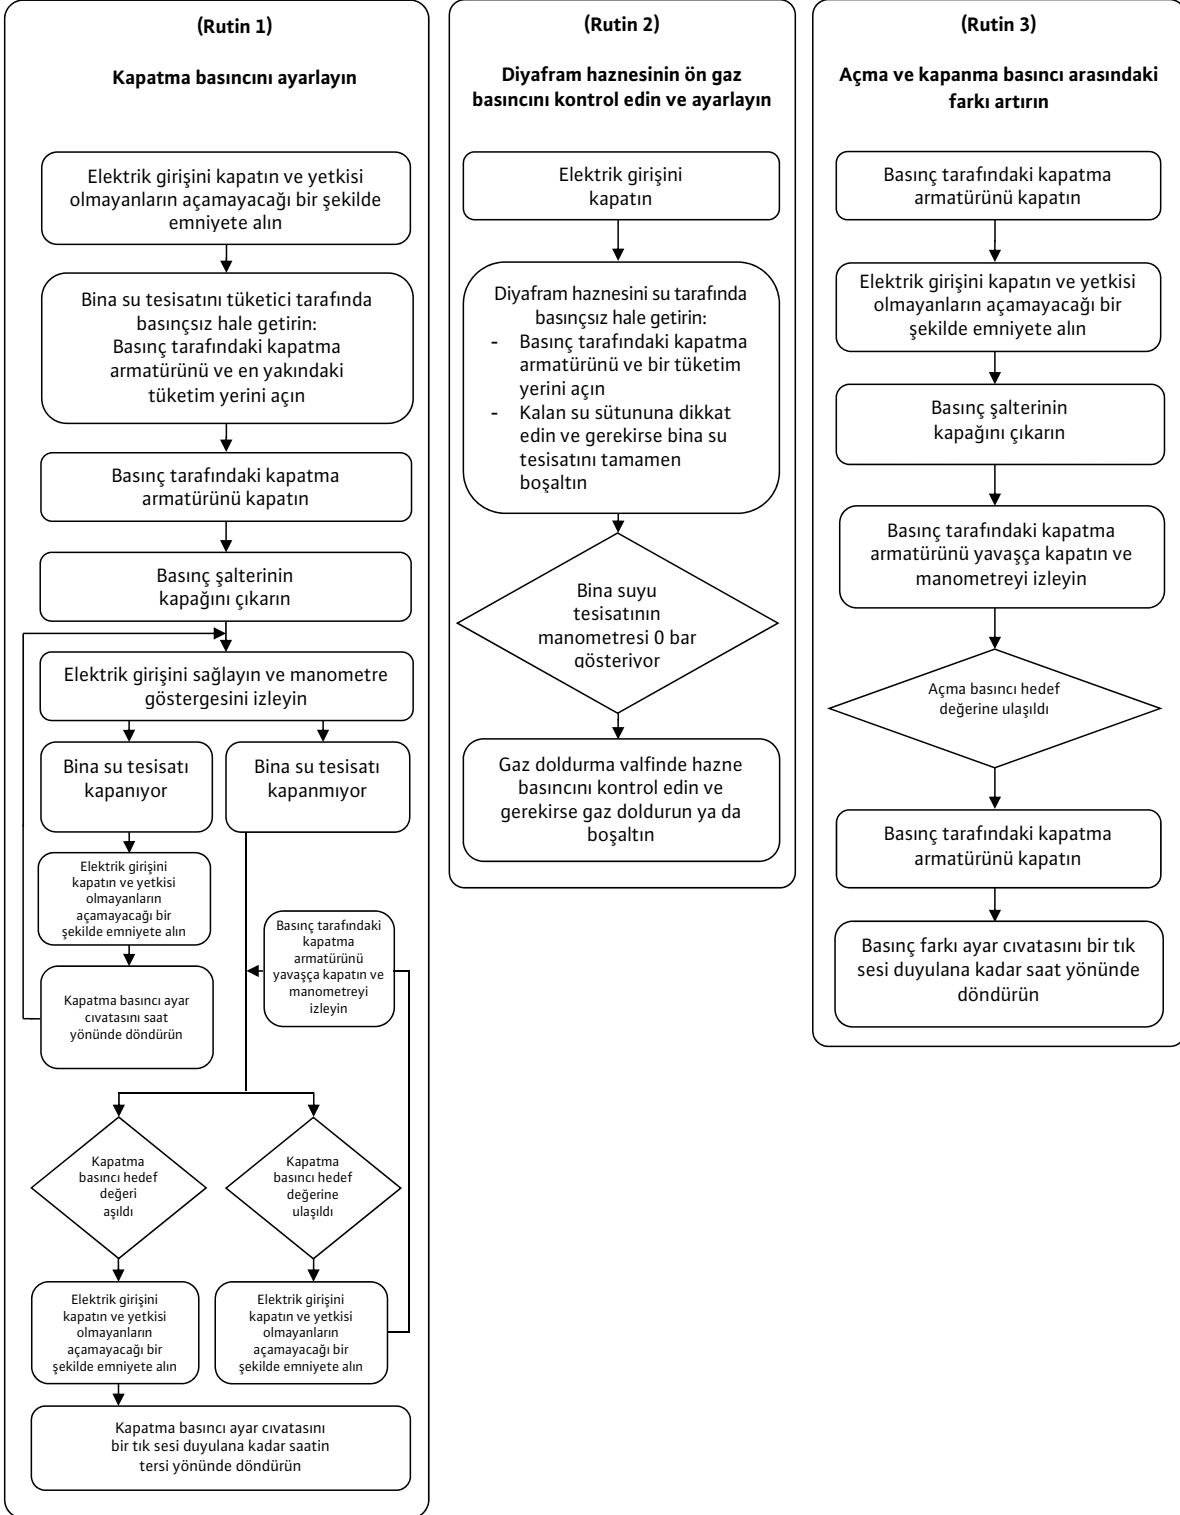 (Rutin 1)
Kapatma basıncını ayarlayın
Elektrik girişini kapatın ve yetkisi
olmayanların açamayacağı bir şekilde
emniyete alın
Bina su tesisatını tüketici tarafında
basınçsız hale getirin:
Basınç tarafındaki kapatma
armatürünü ve en yakındaki
tüketim yerini açın
Basınç tarafındaki kapatma
armatürünü kapatın
Basınç şalterinin
kapağını çıkarın
Elektrik girişini sağlayın ve manometre
göstergesini izleyin
Bina su tesisatı
kapanıyor
Bina su tesisatı
kapanmıyor
Elektrik girişini
kapatın ve yetkisi
olmayanların
açamayacağı bir
şekilde emniyete alın
Basınç tarafındaki
kapatma
armatürünü
yavaşça kapatın ve
manometreyi
izleyin
Kapatma basıncı ayar
cıvatasını saat
yönünde döndürün
Kapatma
basıncı hedef
değeri
aşıldı
Kapatma
basıncı hedef
değerine
ulaşıldı
Elektrik girişini
kapatın ve yetkisi
olmayanların
açamayacağı bir
şekilde emniyete alın
Elektrik girişini
kapatın ve yetkisi
olmayanların
açamayacağı bir
şekilde emniyete alın
Kapatma basıncı ayar cıvatasını
bir tık sesi duyulana kadar saatin
tersi yönünde döndürün
(Rutin 2)
Diyafram haznesinin ön gaz
basıncını kontrol edin ve ayarlayın
Elektrik girişini
kapatın
Diyafram haznesini su tarafında
basınçsız hale getirin:
- Basınç tarafındaki kapatma
armatürünü ve bir tüketim
yerini açın
- Kalan su sütununa dikkat
edin ve gerekirse bina su
tesisatını tamamen
boşaltın
Bina suyu
tesisatının
manometresi 0 bar
gösteriyor
Gaz doldurma valfinde hazne
basıncını kontrol edin ve
gerekirse gaz doldurun ya da
boşaltın
(Rutin 3)
Açma ve kapanma basıncı arasındaki
farkı artırın
Basınç tarafındaki kapatma
armatürünü kapatın
Elektrik girişini kapatın ve yetkisi
olmayanların açamayacağı bir
şekilde emniyete alın
Basınç şalterinin
kapağını çıkarın
Basınç tarafındaki kapatma
armatürünü yavaşça kapatın ve
manometreyi izleyin
Açma basıncı hedef
değerine ulaşıldı
Basınç tarafındaki kapatma
armatürünü kapatın
Basınç farkı ayar cıvatasını bir tık
sesi duyulana kadar saat yönünde
döndürün